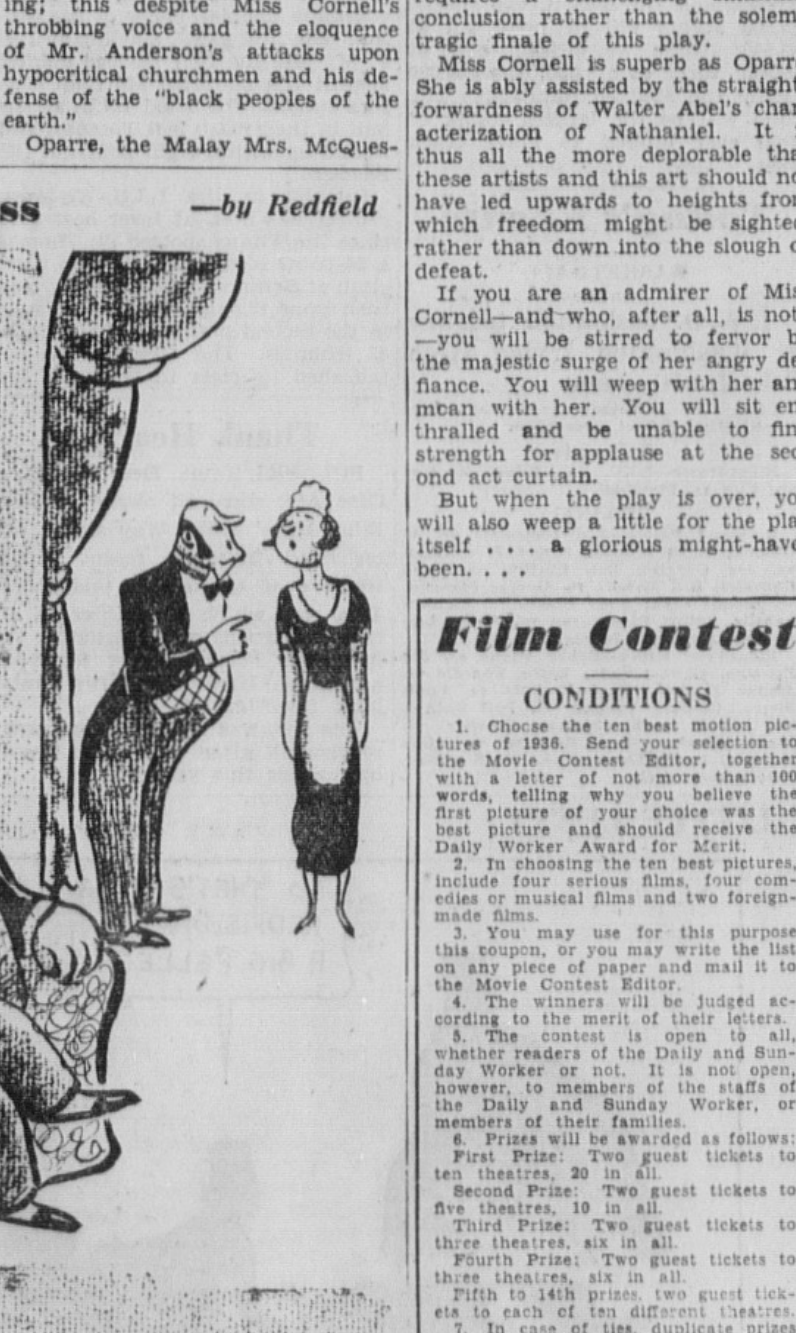 ing; this despite Miss Cornell's
throbbing voice and the eloquence
of Mr. Anderson's attacks upon
hypocritical churchmen and his de-
fense of the "black peoples of the
earth."
Oparre, the Malay Mrs. McQues-
ss
—by Redfield
conclusion rather than the solem
tragic finale of this play.
Miss Cornell is superb as Oparr
She is ably assisted by the straight
forwardness of Walter Abel's char
acterization of Nathaniel. It
thus all the more deplorable tha
these artists and this art should no
have led upwards to heights from
which freedom might be sighted
rather than down into the slough o
defeat.
If you are an admirer of Mis
Cornell—and who, after all, is not
—you will be stirred to fervor b
the majestic surge of her angry de
fiance. You will weep with her an
moan with her. You will sit en
thralled and be unable to fin
strength for applause at the sec
ond act curtain.
But when the play is over, yo
will also weep a little for the pla
itself . . . a glorious might-have
been. . . .
Film Contest
CONDITIONS
1. Choose the ten best motion pic-
tures of 1936. Send your selection to
the Movie Contest Editor, together
with a letter of not more than 100
words, telling why you believe the
first picture of your choice was the
best picture and should receive the
Daily Worker Award for Merit.
2. In choosing the ten best pictures,
include four serious films, four com-
edies or musical films and two foreign-
made films.
3. You may use for this purpose
this coupon, or you may write the list
on any piece of paper and mail it to
the Movie Contest Editor.
4. The winners will be judged ac-
cording to the merit of their letters.
5. The contest is open to all,
whether readers of the Daily and Sun-
day Worker or not. It is not open,
however, to members of the staffs of
the Daily and Sunday Worker, or
members of their families.
6. Prizes will be awarded as follows:
First Prize: Two guest tickets to
ten theatres, 20 in all.
Second Prize: Two guest tickets to
five theatres, 10 in all.
Third Prize: Two guest tickets to
three theatres, six in all.
Fourth Prize: Two guest tickets to
three theatres, six in all.
Fifth to 14th prizes, two guest tick-
ets to each of ten different theatres.
7. In case of ties, duplicate prizes